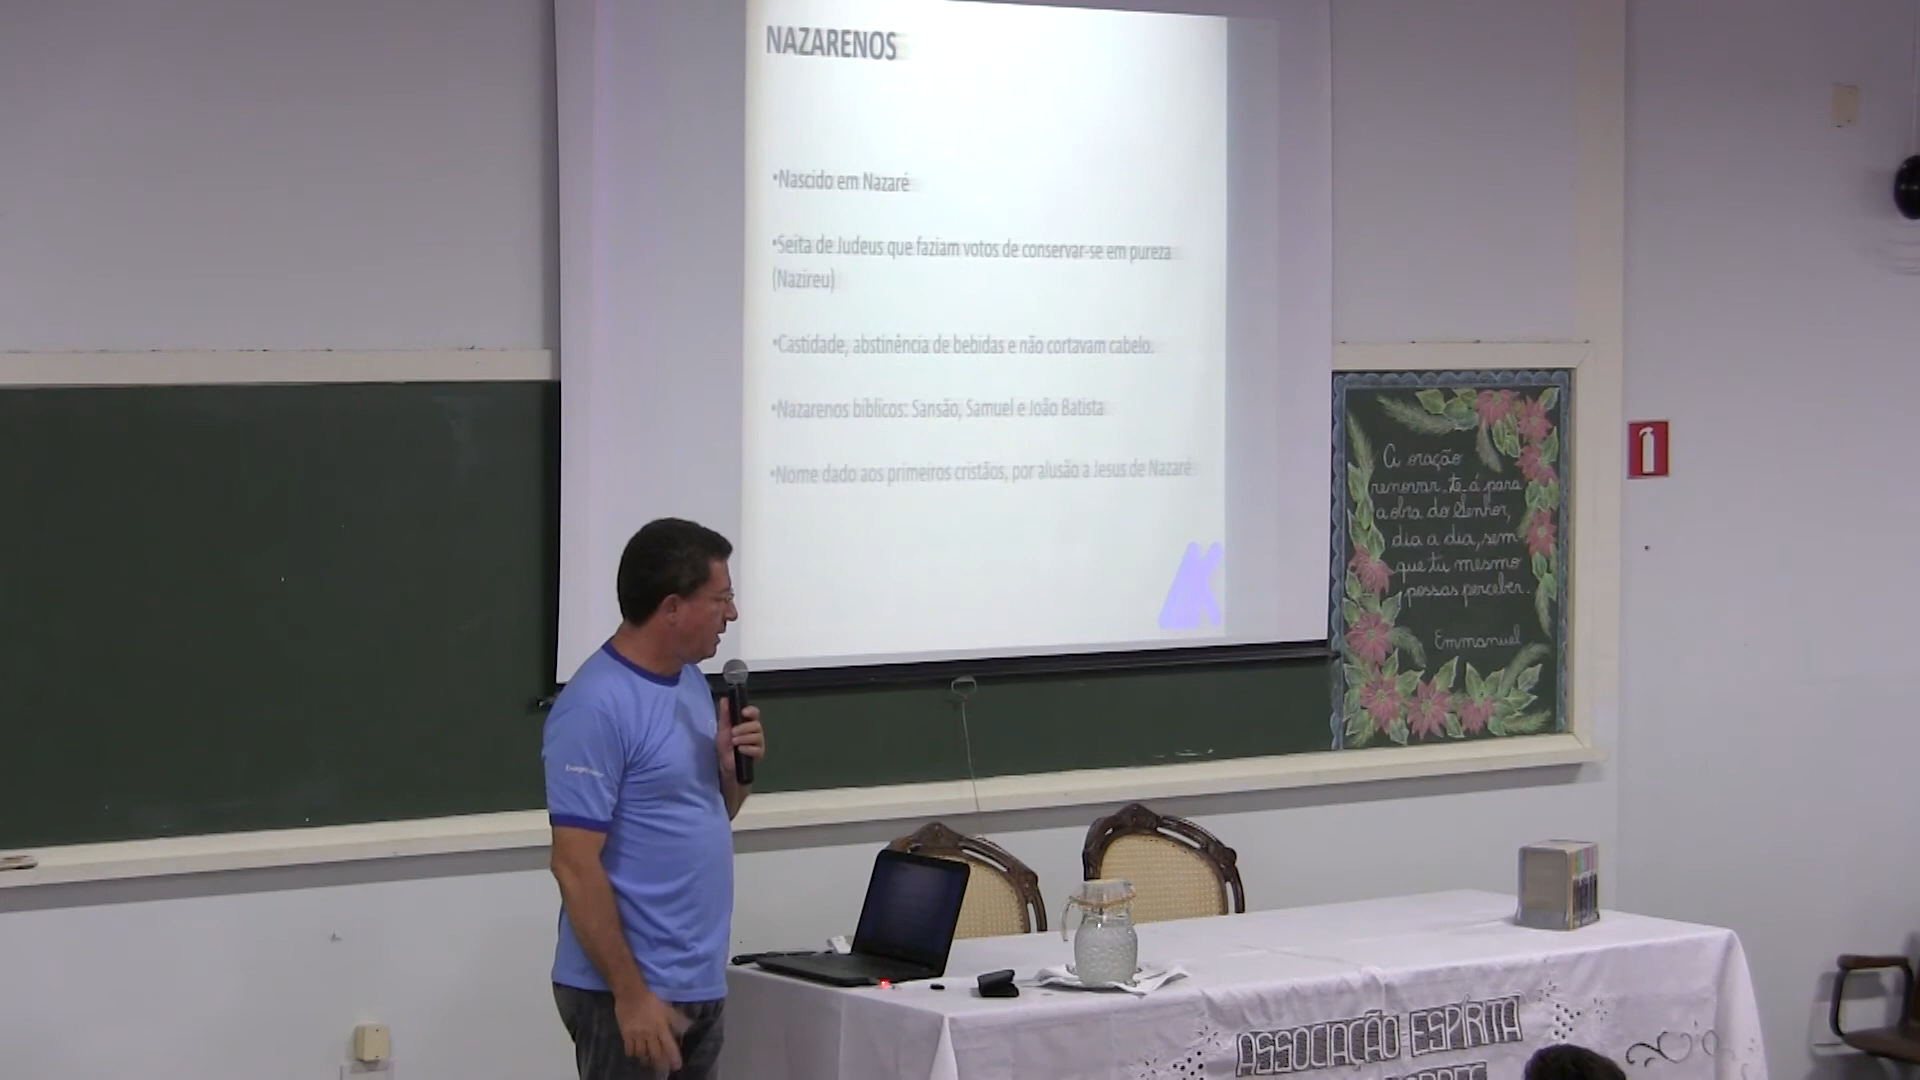 NAZARENOS
•Nascido em Nazaré
•Seita de Judeus que faziam votos de conservar-se em pureza
(Nazireu)
•Castidade, abstinência de bebidas e não cortavam cabelo.
•Nazarenos bíblicos: Sansão, Samuel e João Batista
•Nome dado aos primeiros cristãos, por alusão a Jesus de Nazaré
A oração
renovar-te-á para
a obra do Senhor,
dia a dia, sem
que tu mesmo
possas perceber.
Emmanuel
ASSOCIAÇÃO ESPÍRITA